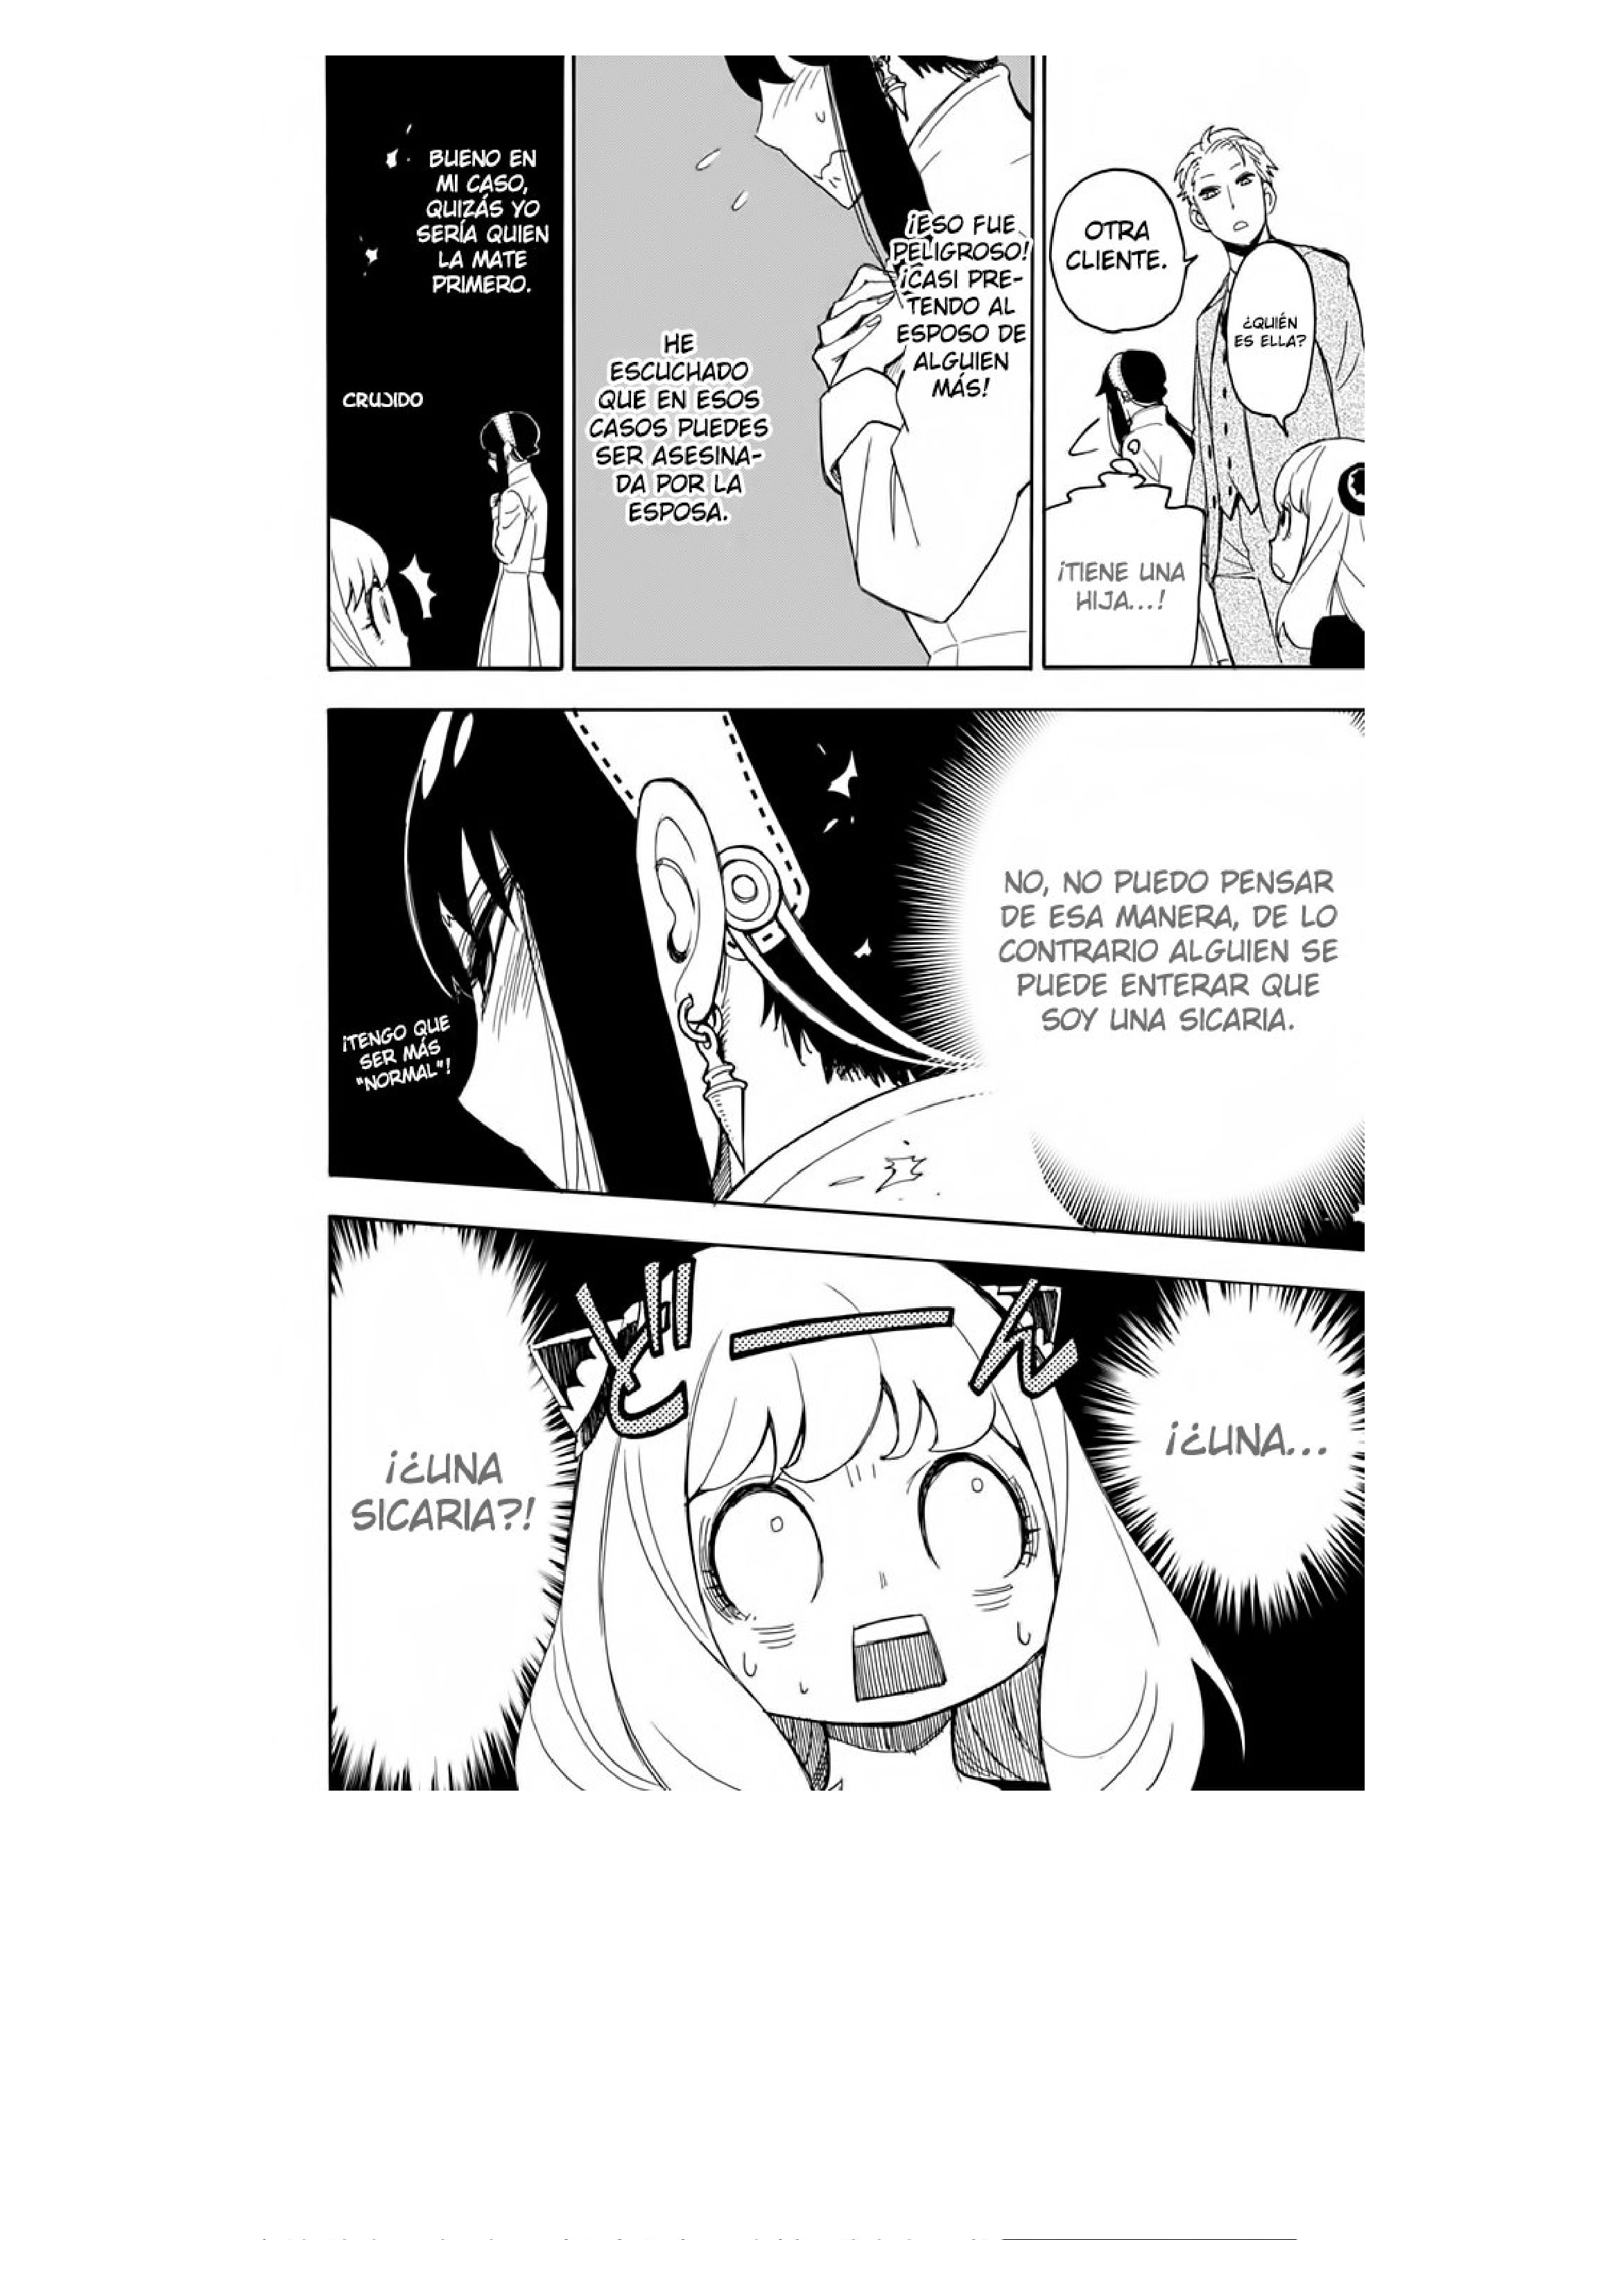 ¿QUIÉN
ES ELLA?
OTRA
CLIENTE.
¡TIENE UNA
HIJA...!
¡ESO FUE
PELIGROSO!
¡CASI PRE-
TENDO AL
ESPOSO DE
ALGUIEN
MÁS!
HE
ESCUCHADO
QUE EN ESOS
CASOS PUEDES
SER ASESINA-
DA POR LA
ESPOSA.
BUENO EN
MI CASO,
QUIZÁS YO
SERÍA QUIEN
LA MATE
PRIMERO.
CRUJIDO
NO, NO PUEDO PENSAR
DE ESA MANERA, DE LO
CONTRARIO ALGUIEN SE
PUEDE ENTERAR QUE
SOY UNA SICARIA.
¡TENGO QUE
SER MÁS
"NORMAL"!
¡¿UNA...
ビビーん
¡¿UNA
SICARIA?!